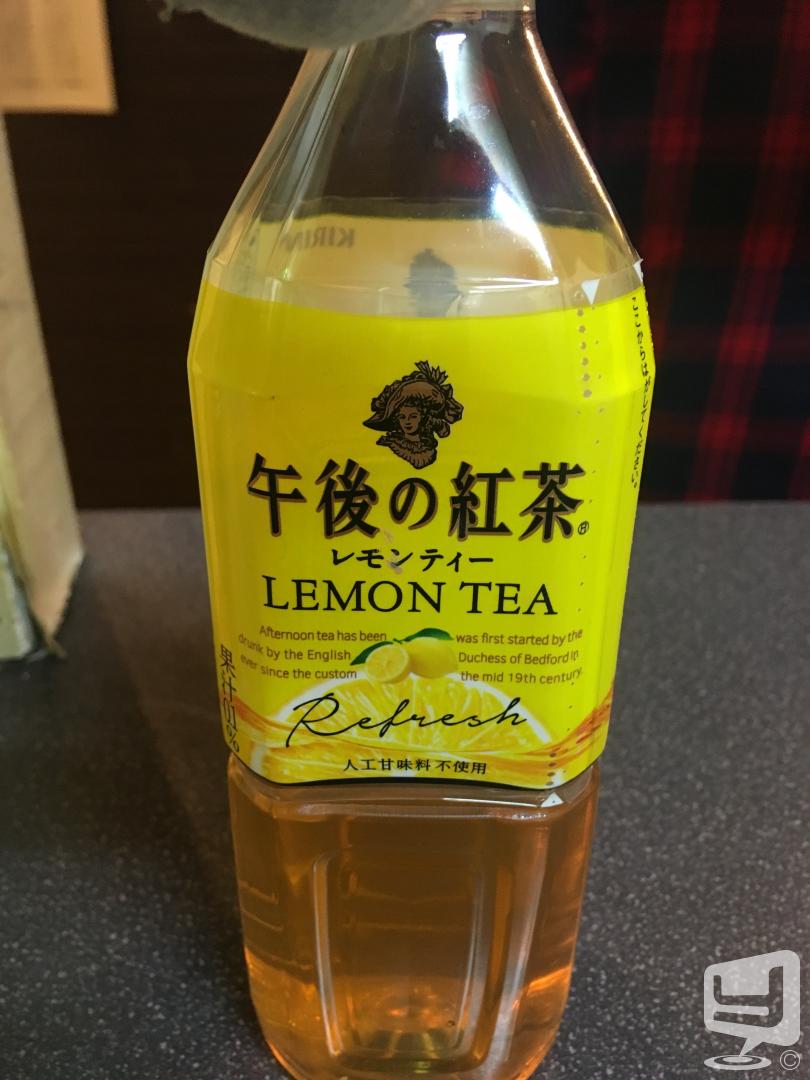 KIRIN
午後の紅茶®
レモンティー
LEMON TEA
Afternoon tea has been
drunk by the English
ever since the custom
was first started by the
Duchess of Bedford in
the mid 19th century.
Refresh
果汁0.1%
人工甘味料不使用
©